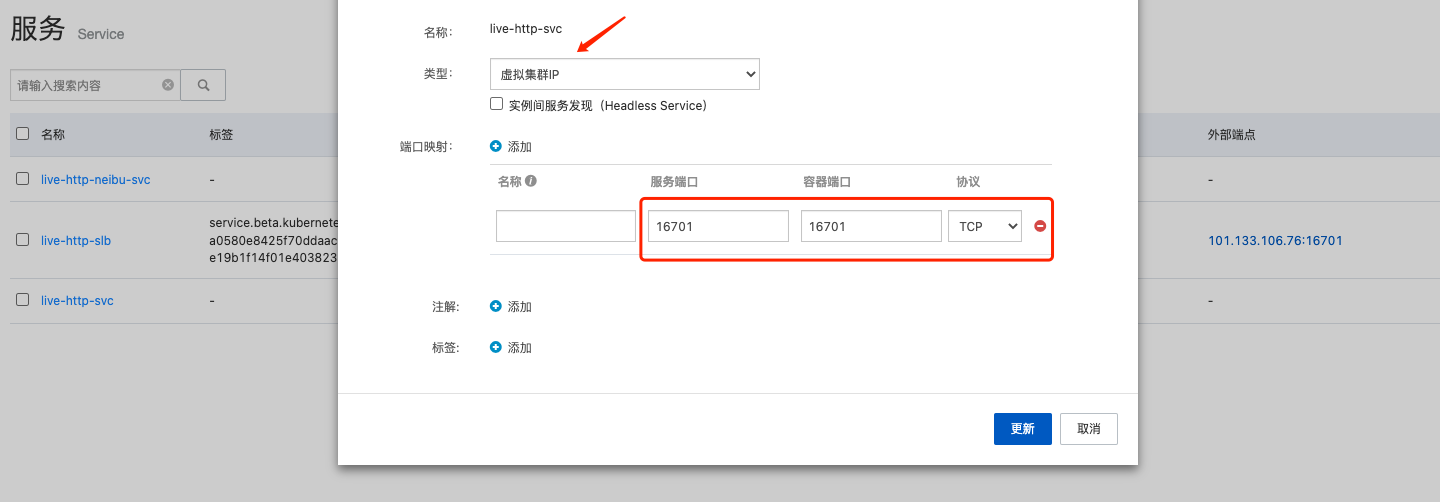 服务 Service
请输入搜索内容
名称 标签 外部端点
live-http-neibu-svc - -
service.beta.kubernete
live-http-slb a0580e8425f70ddaac 101.133.106.76:16701
e19b1f14f01e403823
live-http-svc - -
名称: live-http-svc
类型: 虚拟集群IP
实例间服务发现（Headless Service）
端口映射: 添加
名称 服务端口 容器端口 协议
16701 16701 TCP
注解: 添加
标签: 添加
更新 取消